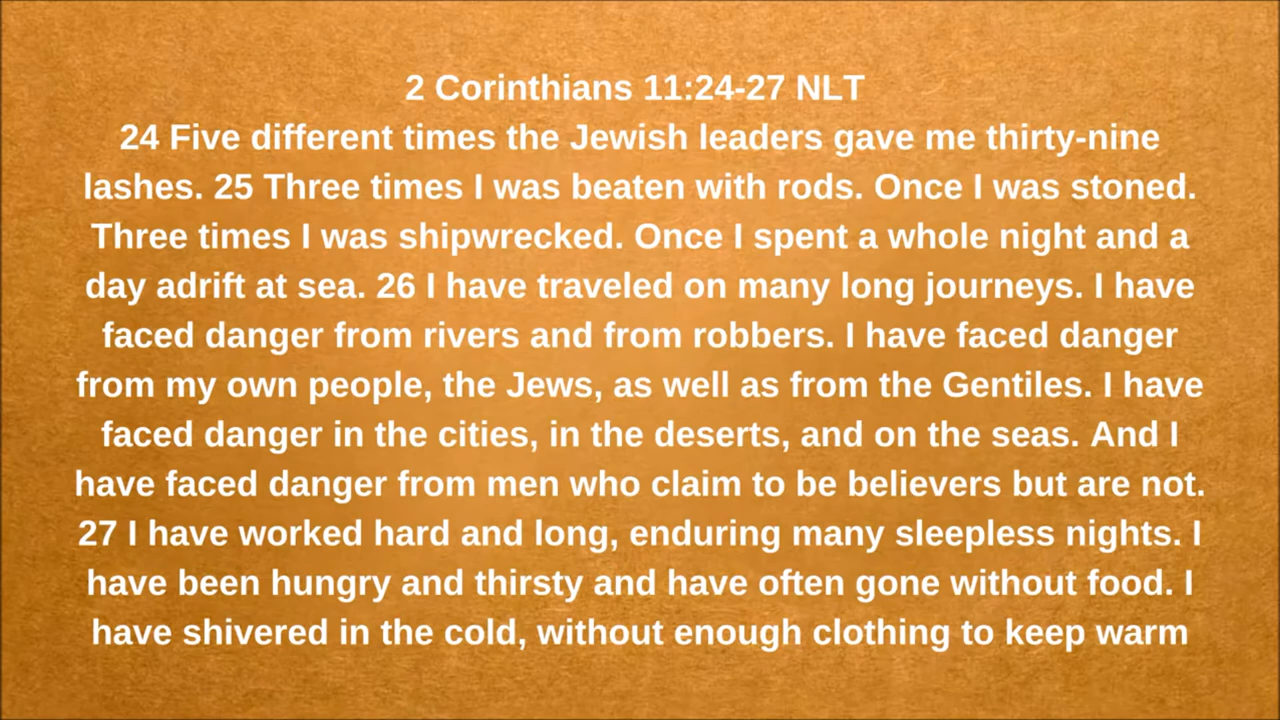 2 Corinthians 11:24-27 NLT
24 Five different times the Jewish leaders gave me thirty-nine
lashes. 25 Three times I was beaten with rods. Once I was stoned.
Three times I was shipwrecked. Once I spent a whole night and a
day adrift at sea. 26 I have traveled on many long journeys. I have
faced danger from rivers and from robbers. I have faced danger
from my own people, the Jews, as well as from the Gentiles. I have
faced danger in the cities, in the deserts, and on the seas. And I
have faced danger from men who claim to be believers but are not.
27 I have worked hard and long, enduring many sleepless nights. I
have been hungry and thirsty and have often gone without food. I
have shivered in the cold, without enough clothing to keep warm